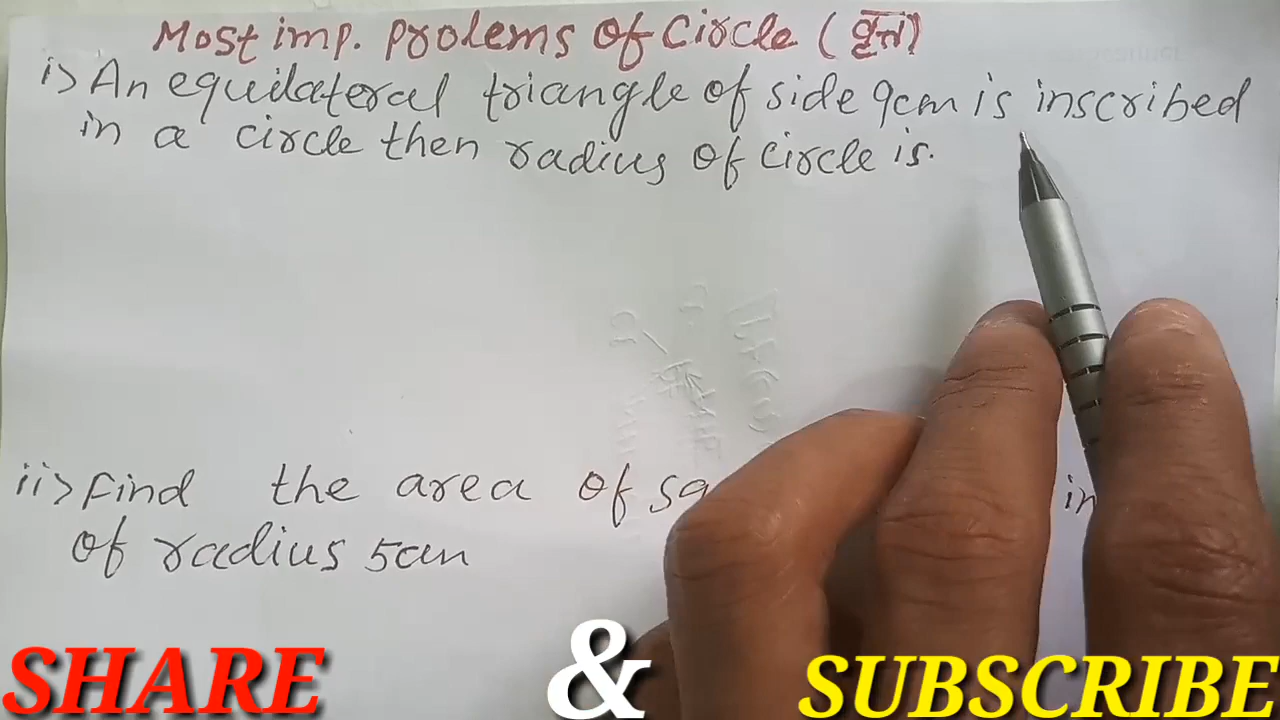 Most imp. prolems of circle (वृत्त)
i> An equilateral triangle of side 9cm is inscribed
in a circle then radius of circle is.
ii> Find the area of in
of radius 5cm
SHARE & SUBSCRIBE